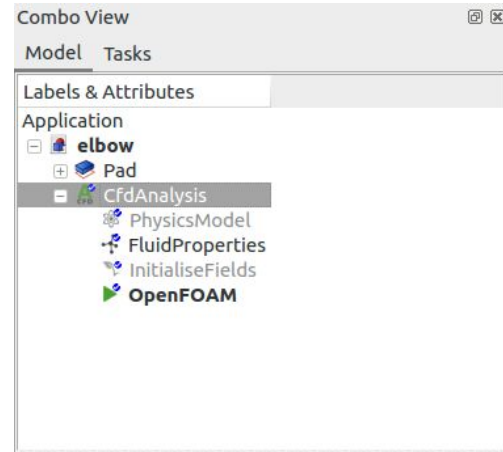 Combo View
Model Tasks
Labels & Attributes
Application
elbow
Pad
CfdAnalysis
PhysicsModel
FluidProperties
InitialiseFields
OpenFOAM